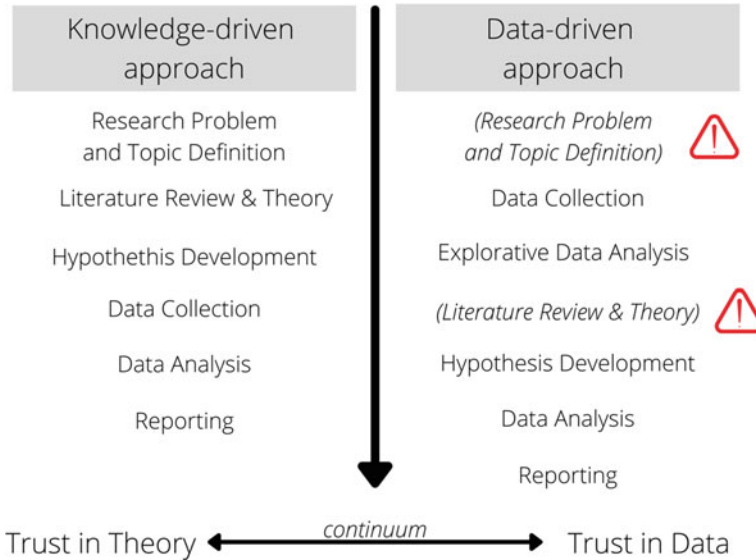 Knowledge-driven
approach
Research Problem
and Topic Definition
Literature Review & Theory
Hypothethis Development
Data Collection
Data Analysis
Reporting
Data-driven
approach
(Research Problem
and Topic Definition)
Data Collection
Explorative Data Analysis
(Literature Review & Theory)
Hypothesis Development
Data Analysis
Reporting
Trust in Theory
continuum
Trust in Data